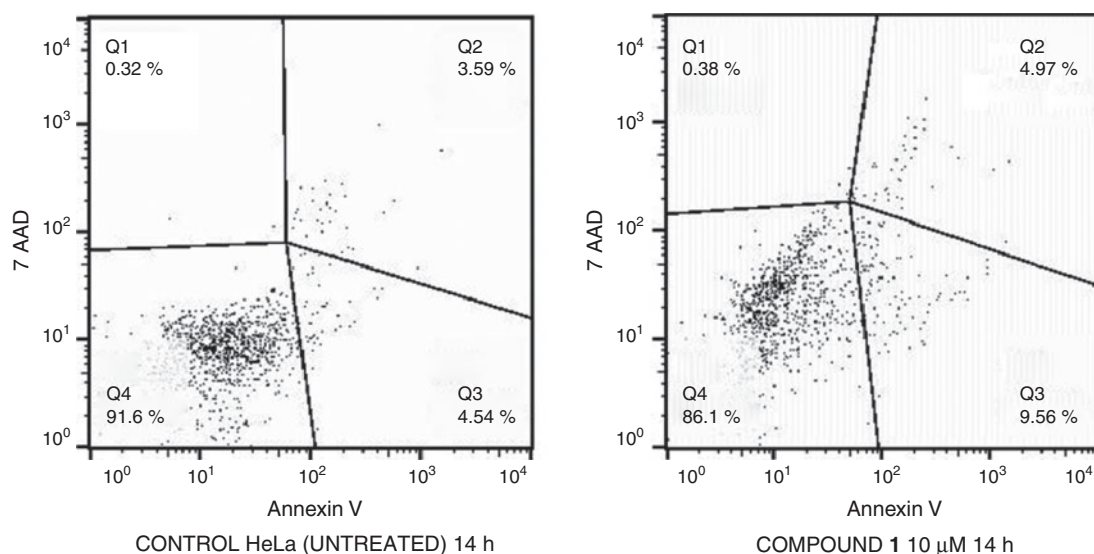 Q1
0.32 %
Q2
3.59 %
Q4
91.6 %
Q3
4.54 %
10⁴
10³
10²
10¹
10⁰
7 AAD
10⁰ 10¹ 10² 10³ 10⁴
Annexin V
CONTROL HeLa (UNTREATED) 14 h
Q1
0.38 %
Q2
4.97 %
Q4
86.1 %
Q3
9.56 %
10⁴
10³
10²
10¹
10⁰
7 AAD
10⁰ 10¹ 10² 10³ 10⁴
Annexin V
COMPOUND 1 10 μM 14 h